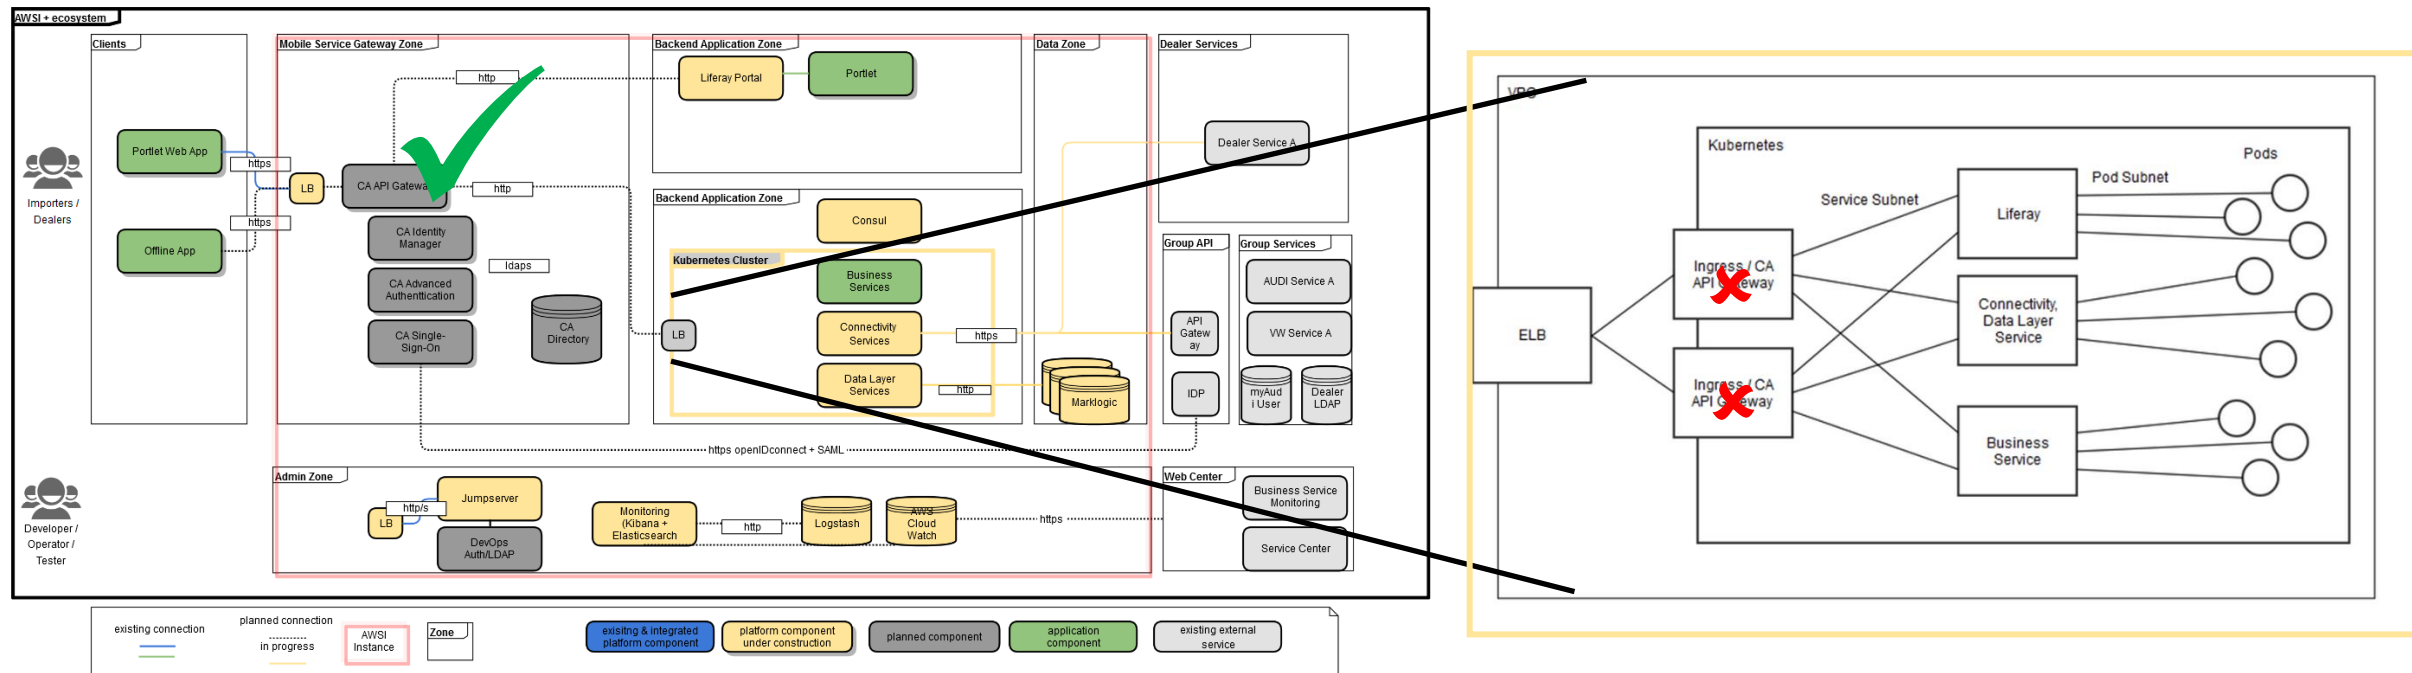 AWSI + ecosystem
Clients
Importers /
Dealers
Portlet Web App
Offline App
https
https
LB
Mobile Service Gateway Zone
http
CA API Gateway
http
CA Identity
Manager
CA Advanced
Authenttication
CA Single-
Sign-On
ldaps
CA
Directory
Backend Application Zone
Liferay Portal
Portlet
Backend Application Zone
Consul
Kubernetes Cluster
Business
Services
LB
Connectivity
Services
Data Layer
Services
https
http
Data Zone
Marklogic
Dealer Services
Dealer Service A
Group API
API
Gatew
ay
IDP
Group Services
AUDI Service A
VW Service A
myAud
i User
Dealer
LDAP
https openIDconnect + SAML
Developer /
Operator /
Tester
Admin Zone
LB
http/s
Jumpserver
DevOps
Auth/LDAP
Monitoring
(Kibana +
Elasticsearch
http
Logstash
AWS
Cloud
Watch
https
Web Center
Business Service
Monitoring
Service Center
existing connection
planned connection
in progress
AWSI
Instance
Zone
exisitng & integrated
platform component
platform component
under construction
planned component
application
component
existing external
service
VPC
Kubernetes
Pods
Pod Subnet
Service Subnet
ELB
Ingress / CA
API Gateway
Ingress / CA
API Gateway
Liferay
Connectivity,
Data Layer
Service
Business
Service